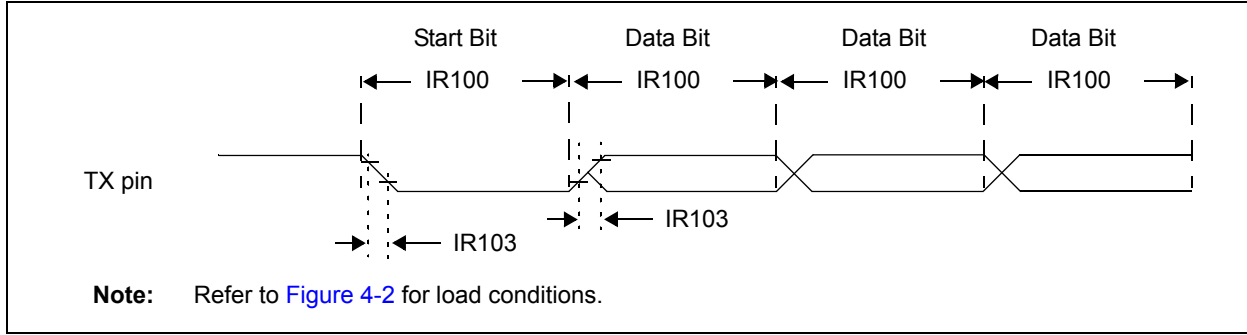 Start Bit Data Bit Data Bit Data Bit
IR100 IR100 IR100 IR100
TX pin
IR103
IR103
Note: Refer to Figure 4-2 for load conditions.